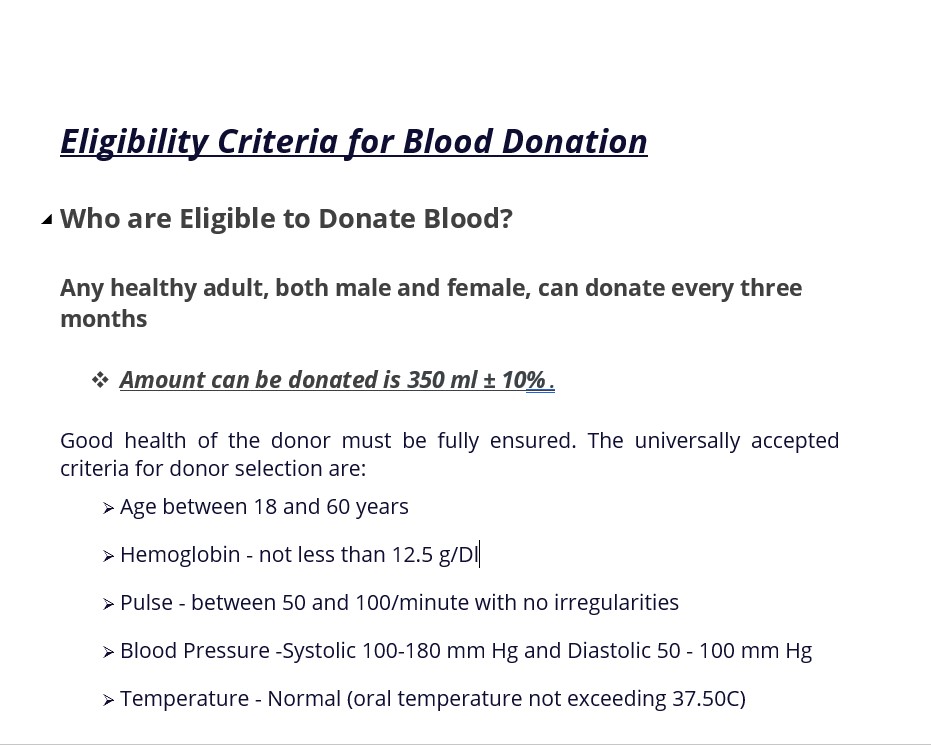 Eligibility Criteria for Blood Donation
Who are Eligible to Donate Blood?
Any healthy adult, both male and female, can donate every three
months
❖ Amount can be donated is 350 ml ± 10% .
Good health of the donor must be fully ensured. The universally accepted
criteria for donor selection are:
➢ Age between 18 and 60 years
➢ Hemoglobin - not less than 12.5 g/Dl
➢ Pulse - between 50 and 100/minute with no irregularities
➢ Blood Pressure -Systolic 100-180 mm Hg and Diastolic 50 - 100 mm Hg
➢ Temperature - Normal (oral temperature not exceeding 37.50C)